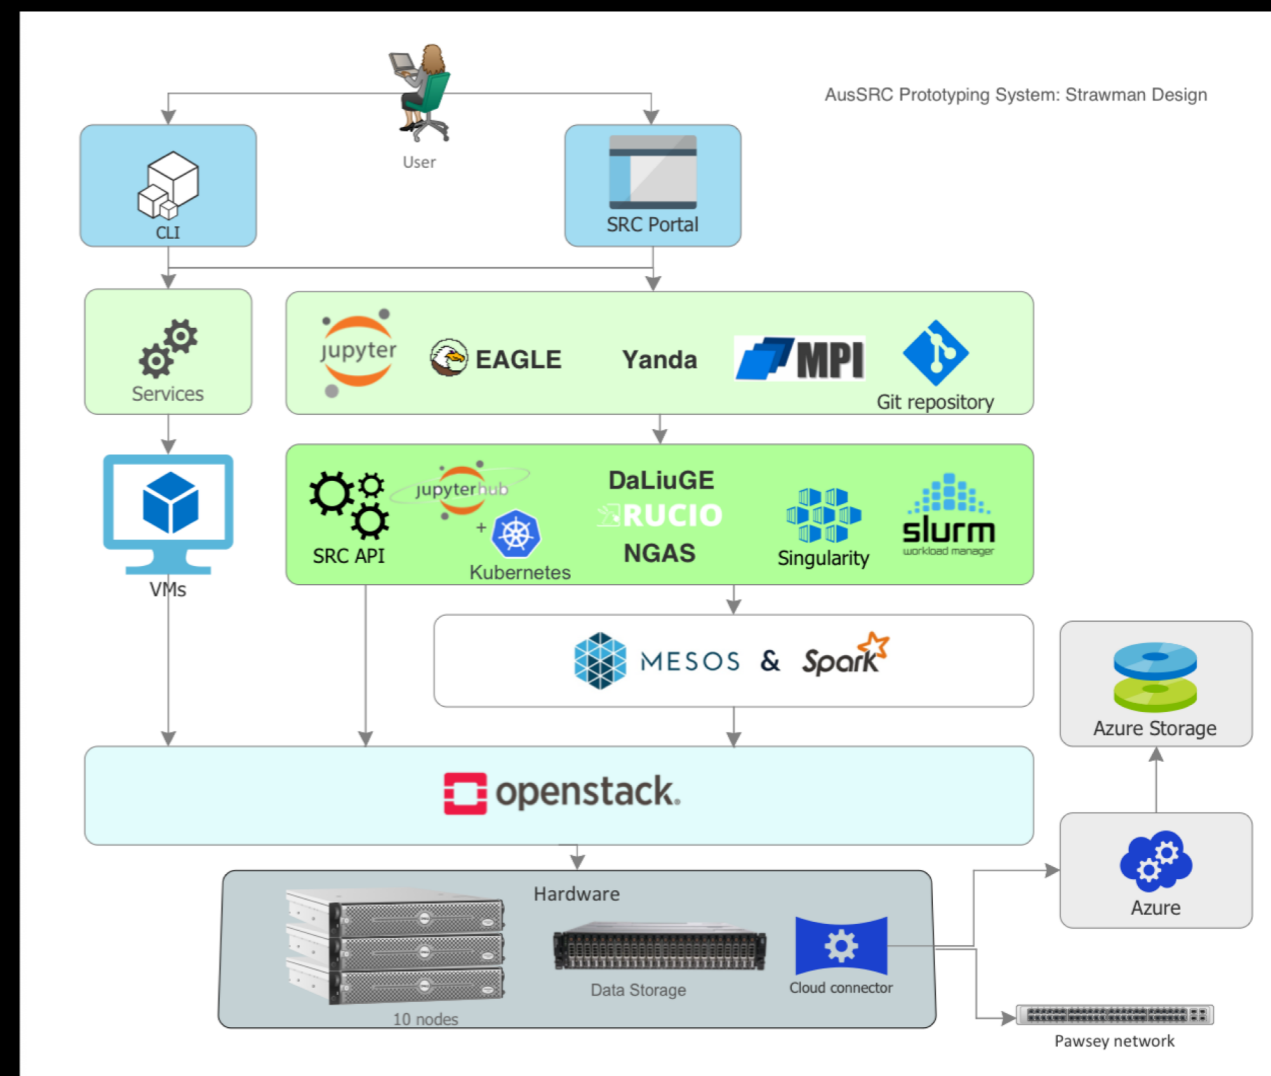 AusSRC Prototyping System: Strawman Design
User
CLI
SRC Portal
Services
jupyter
EAGLE
Yanda
MPI
Git repository
VMs
SRC API
jupyterhub
+
Kubernetes
DaLiuGE
RUCIO
NGAS
Singularity
slurm
workload manager
MESOS & Spark
Azure Storage
openstack.
Azure
Hardware
10 nodes
Data Storage
Cloud connector
Pawsey network